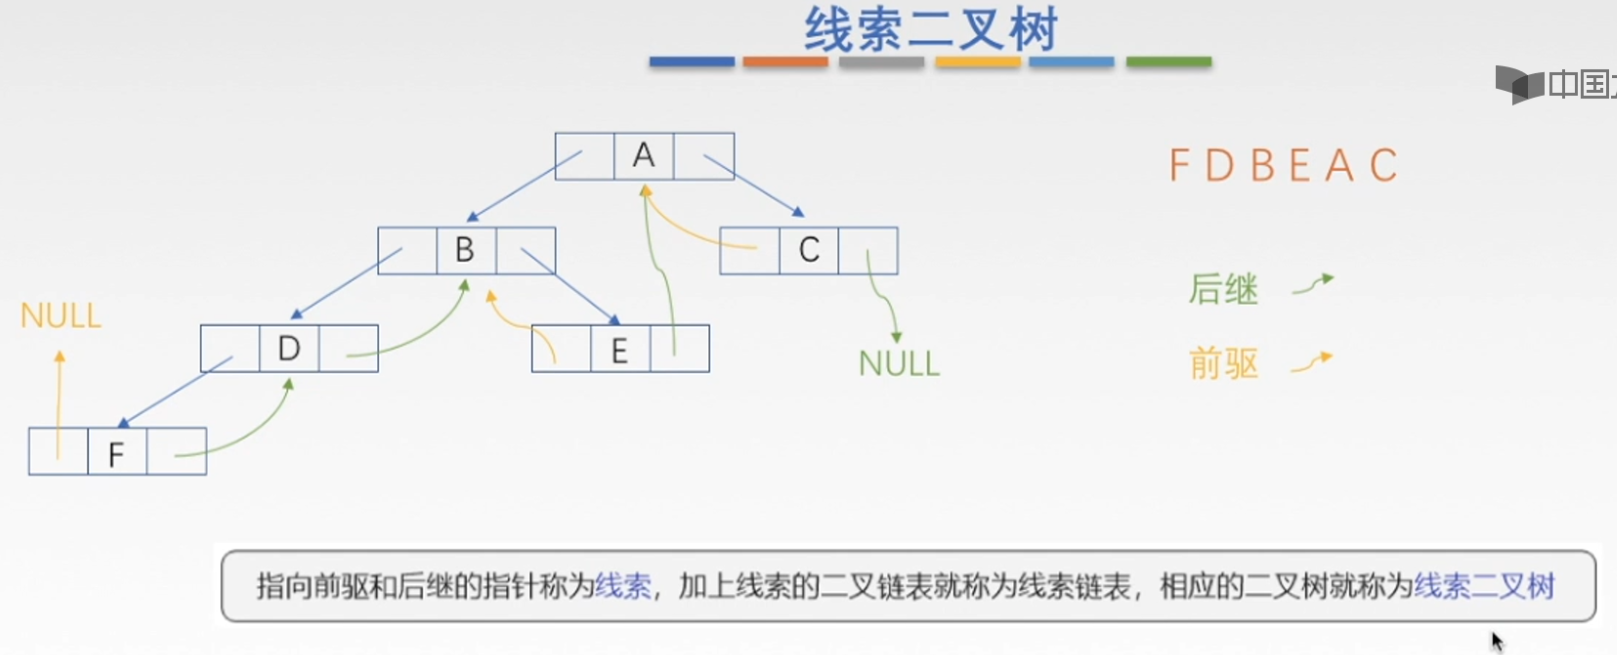 线索二叉树
中国
A
F D B E A C
B
C
后继
NULL
D
E
NULL
前驱
F
指向前驱和后继的指针称为线索，加上线索的二叉链表就称为线索链表，相应的二叉树就称为线索二叉树